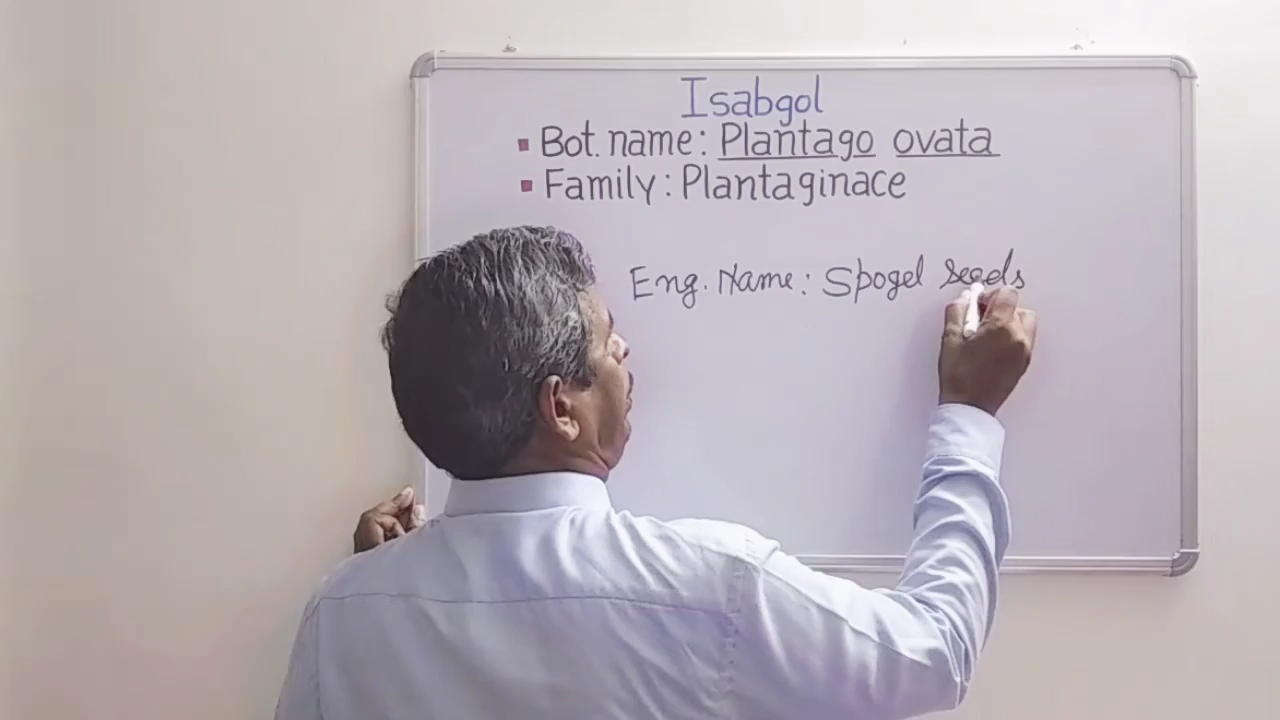 Isabgol
▪ Bot. name: Plantago ovata
▪ Family: Plantaginace
Eng. Name: Spogel seeds